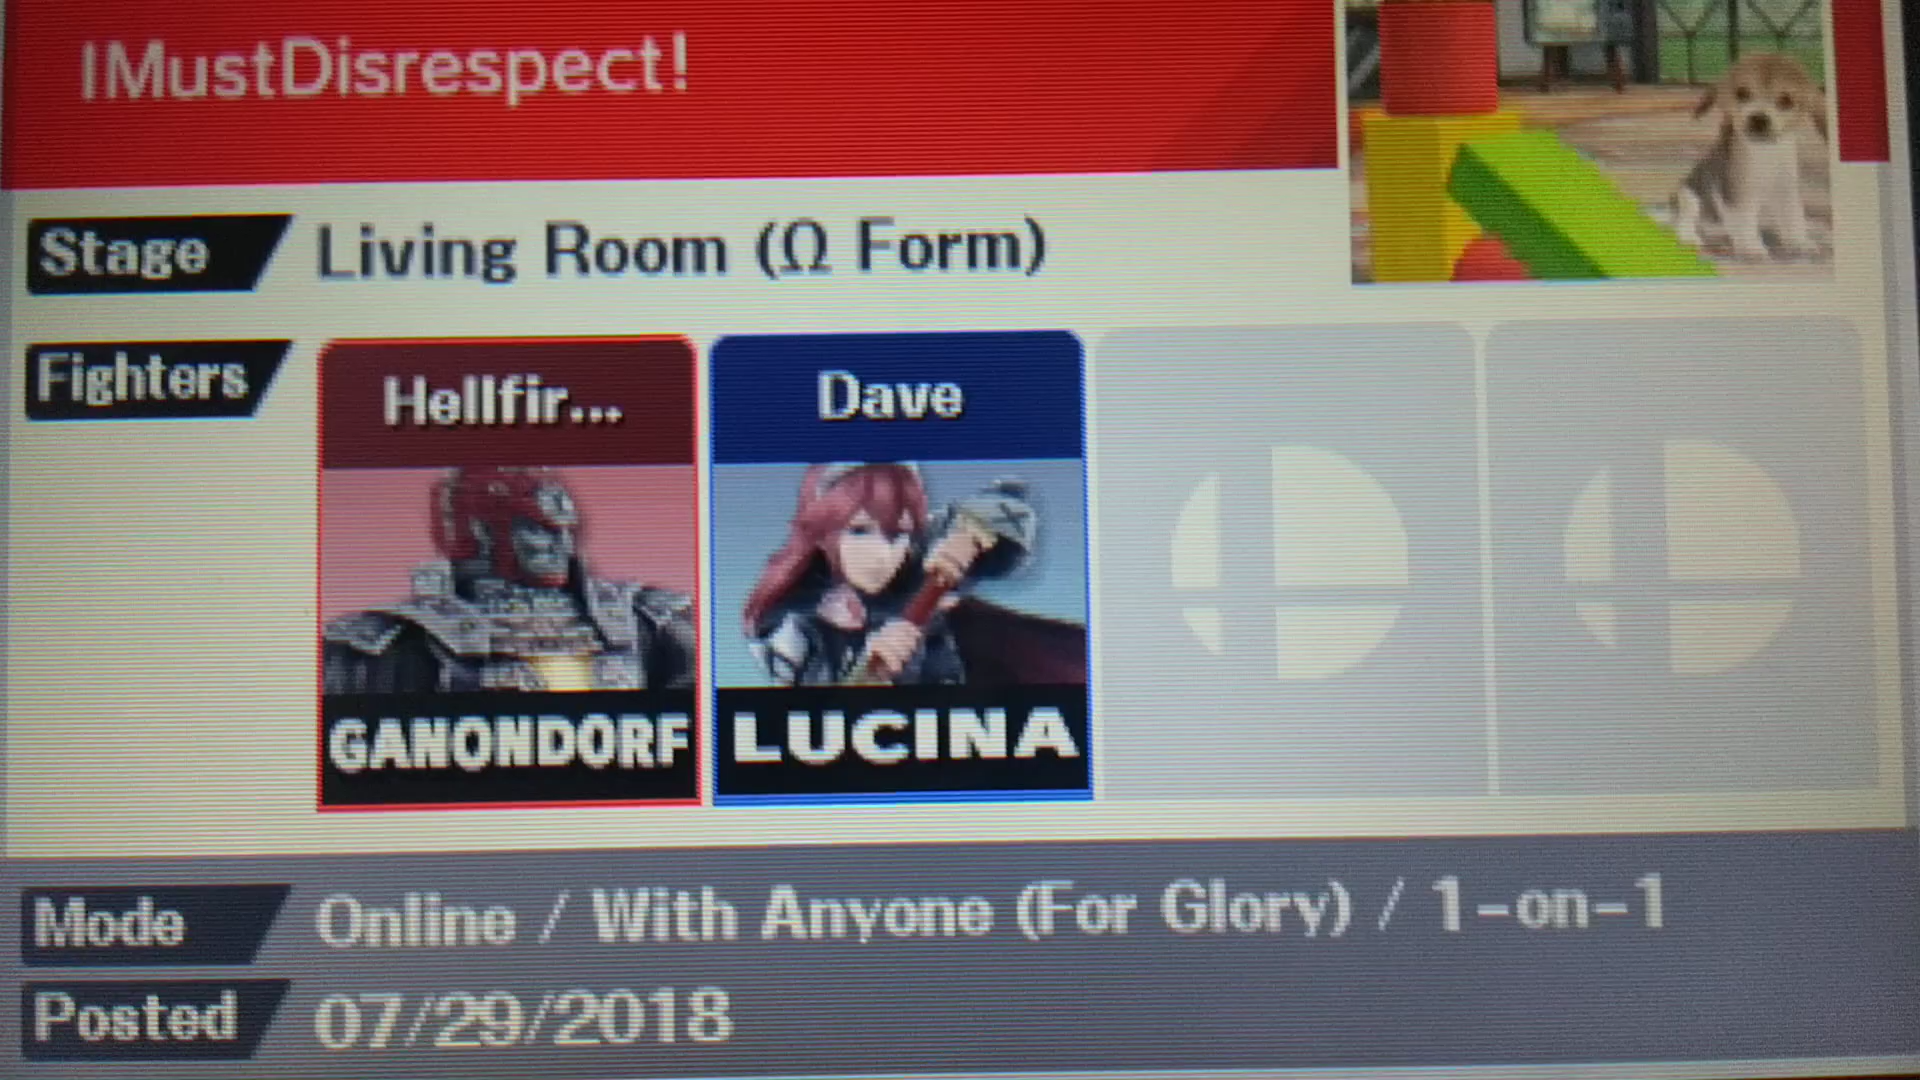 IMustDisrespect!
Stage Living Room (Ω Form)
Fighters
Hellfir... Dave
GANONDORF LUCINA
Mode Online / With Anyone (For Glory) / 1-on-1
Posted 07/29/2018